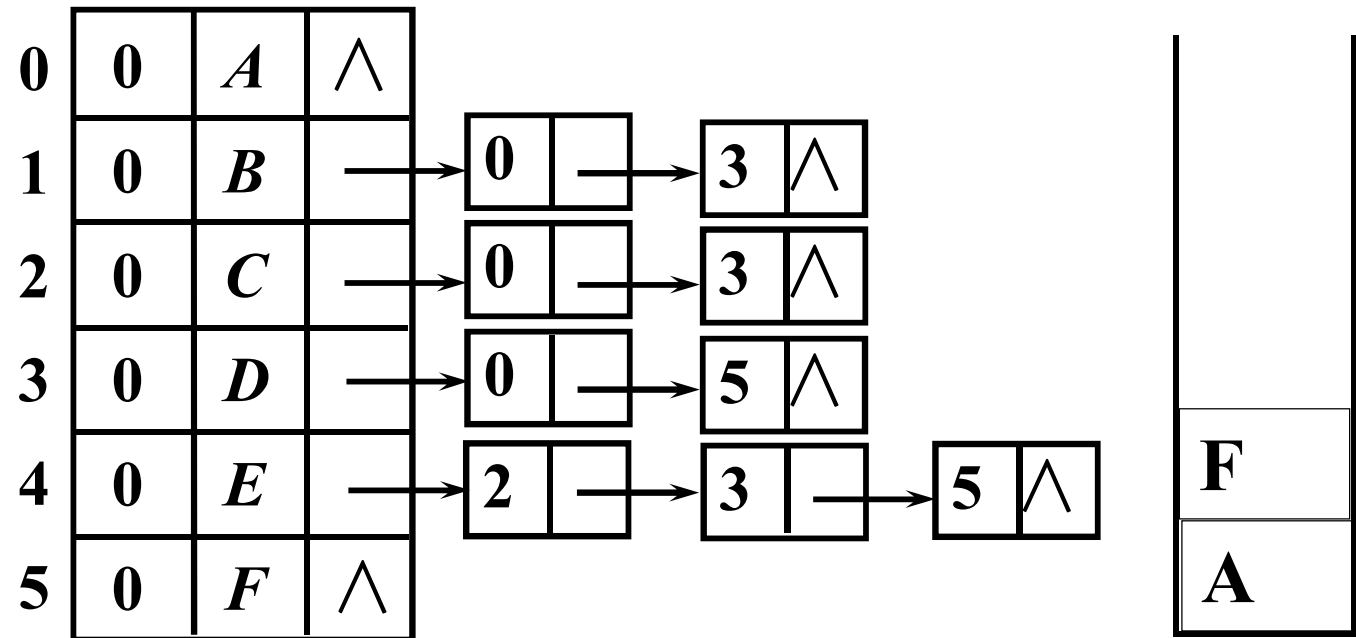 0 0 A ∧
1 0 B 0 3 ∧
2 0 C 0 3 ∧
3 0 D 0 5 ∧
4 0 E 2 3 5 ∧
5 0 F ∧
F
A